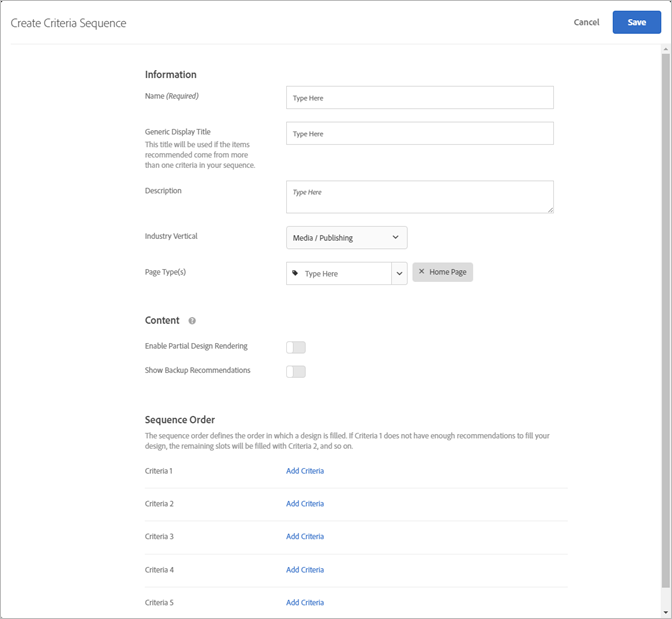 Create Criteria Sequence
Cancel
Save
Information
Name (Required)
Type Here
Generic Display Title
Type Here
This title will be used if the items
recommended come from more
than one criteria in your sequence.
Description
Type Here
Industry Vertical
Media / Publishing
Page Type(s)
Type Here
✕ Home Page
Content ?
Enable Partial Design Rendering
Show Backup Recommendations
Sequence Order
The sequence order defines the order in which a design is filled. If Criteria 1 does not have enough recommendations to fill your
design, the remaining slots will be filled with Criteria 2, and so on.
Criteria 1
Add Criteria
Criteria 2
Add Criteria
Criteria 3
Add Criteria
Criteria 4
Add Criteria
Criteria 5
Add Criteria